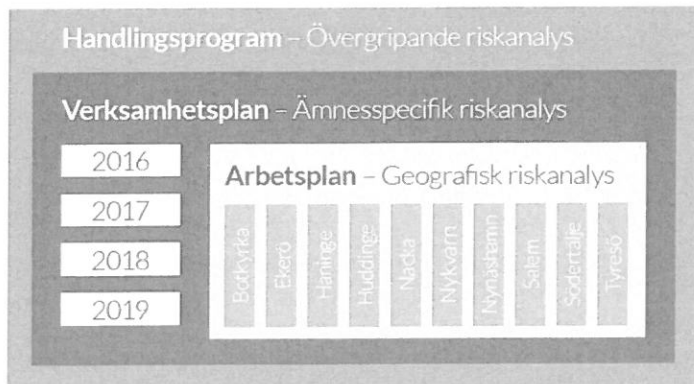 Handlingsprogram – Övergripande riskanalys
Verksamhetsplan – Ämnesspecifik riskanalys
2016
2017
2018
2019
Arbetsplan – Geografisk riskanalys
Botkyrka
Ekerö
Haninge
Huddinge
Nacka
Nykvarn
Nynäshamn
Salem
Södertälje
Tyresö